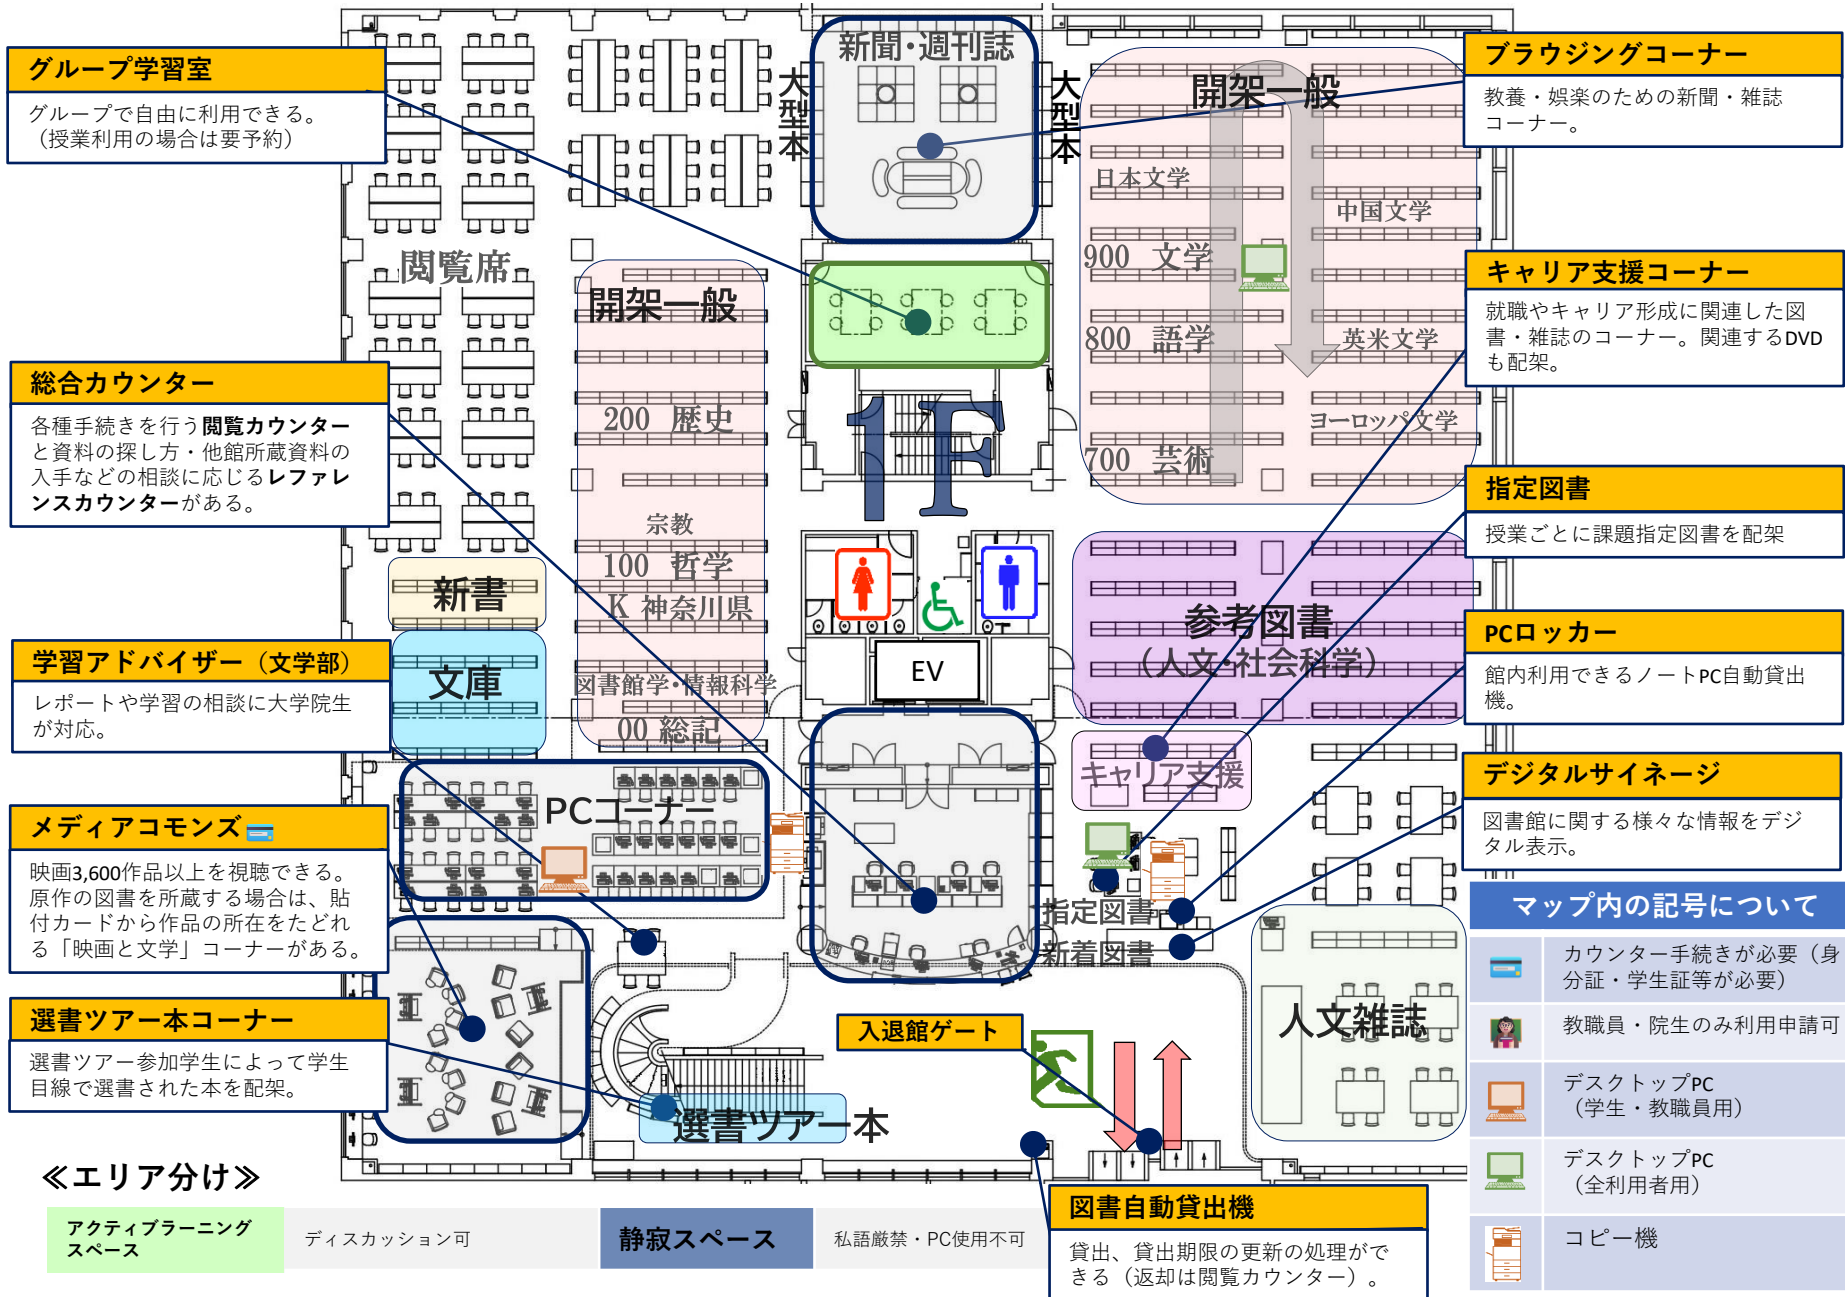 グループ学習室
グループで自由に利用できる。
（授業利用の場合は要予約）
総合カウンター
各種手続きを行う閲覧カウンター
と資料の探し方・他館所蔵資料の
入手などの相談に応じるレファレ
ンスカウンターがある。
学習アドバイザー（文学部）
レポートや学習の相談に大学院生
が対応。
メディアコモンズ
映画3,600作品以上を視聴できる。
原作の図書を所蔵する場合は、貼
付カードから作品の所在をたどれ
る「映画と文学」コーナーがある。
選書ツアー本コーナー
選書ツアー参加学生によって学生
目線で選書された本を配架。
新聞・週刊誌
大型本
大型本
閲覧席
開架一般
200 歴史
宗教
100 哲学
K 神奈川県
図書館学・情報科学
00 総記
新書
文庫
PCコーナー
1F
EV
開架一般
日本文学
中国文学
900 文学
800 語学
英米文学
ヨーロッパ文学
700 芸術
参考図書
（人文・社会科学）
キャリア支援
指定図書
新着図書
人文雑誌
入退館ゲート
選書ツアー本
ブラウジングコーナー
教養・娯楽のための新聞・雑誌
コーナー。
キャリア支援コーナー
就職やキャリア形成に関連した図
書・雑誌のコーナー。関連するDVD
も配架。
指定図書
授業ごとに課題指定図書を配架
PCロッカー
館内利用できるノートPC自動貸出
機。
デジタルサイネージ
図書館に関する様々な情報をデジ
タル表示。
マップ内の記号について
カウンター手続きが必要（身
分証・学生証等が必要）
教職員・院生のみ利用申請可
デスクトップPC
（学生・教職員用）
デスクトップPC
（全利用者用）
コピー機
図書自動貸出機
貸出、貸出期限の更新の処理がで
きる（返却は閲覧カウンター）。
≪エリア分け≫
アクティブラーニング
スペース
ディスカッション可
静寂スペース
私語厳禁・PC使用不可